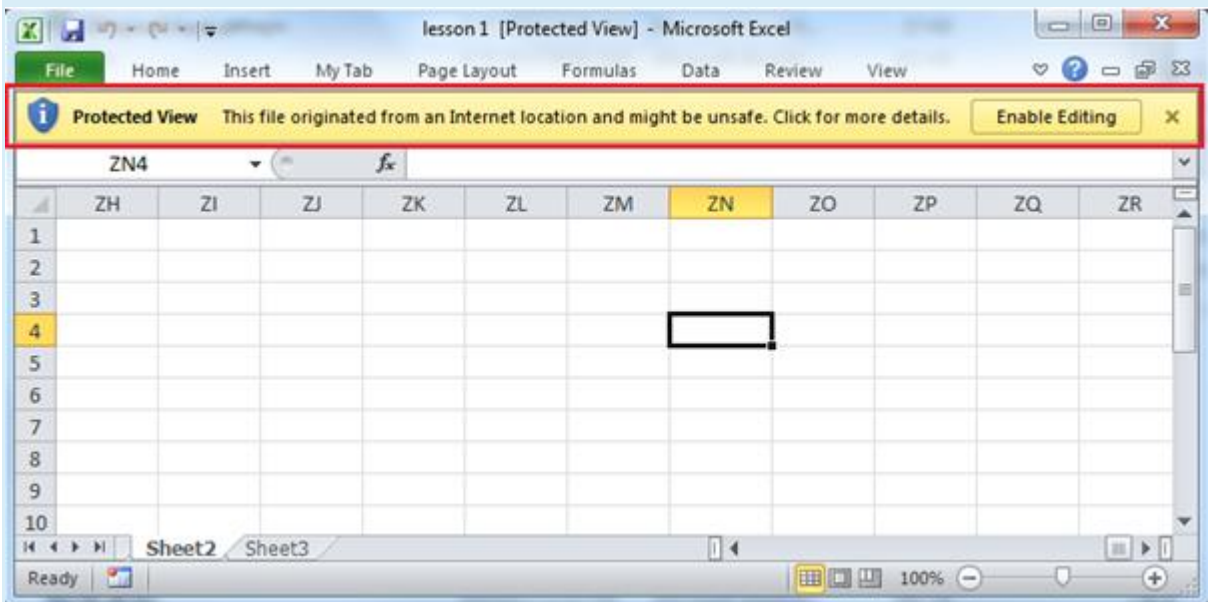 lesson 1 [Protected View] - Microsoft Excel
File Home Insert My Tab Page Layout Formulas Data Review View
Protected View This file originated from an Internet location and might be unsafe. Click for more details. Enable Editing
ZN4 fx
ZH ZI ZJ ZK ZL ZM ZN ZO ZP ZQ ZR
1
2
3
4
5
6
7
8
9
10
Sheet2 Sheet3
Ready 100%